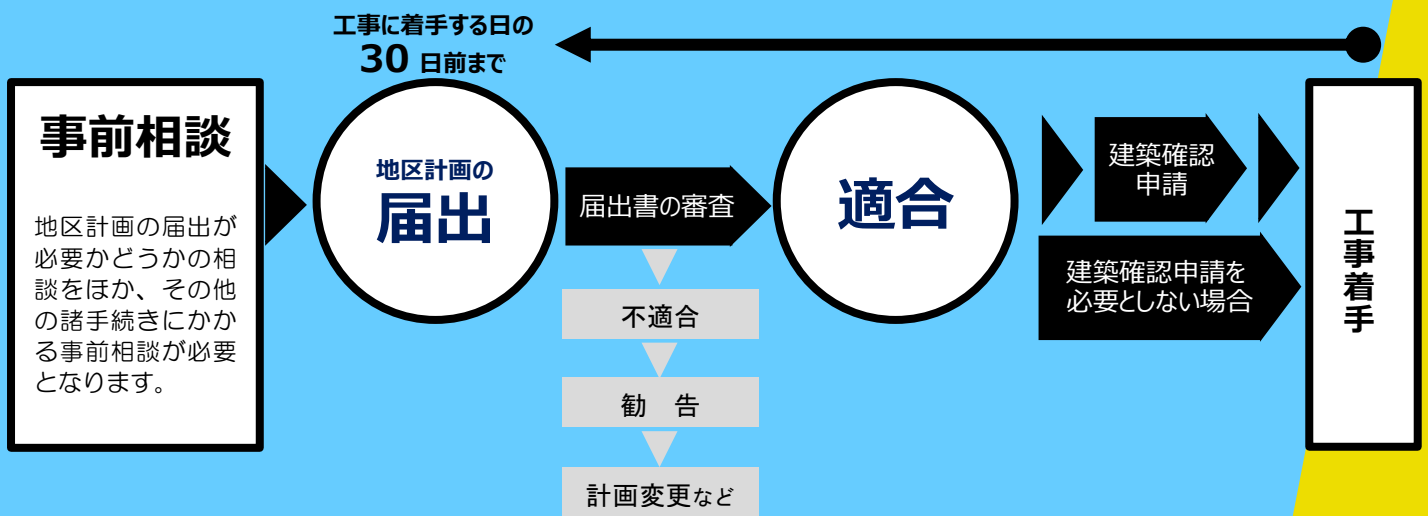 工事に着手する日の
30 日前まで
事前相談
地区計画の届出が
必要かどうかの相
談をほか、その他
の諸手続きにかか
る事前相談が必要
となります。
地区計画の
届出
届出書の審査
不適合
勧　告
計画変更など
適合
建築確認
申請
建築確認申請を
必要としない場合
工事着手